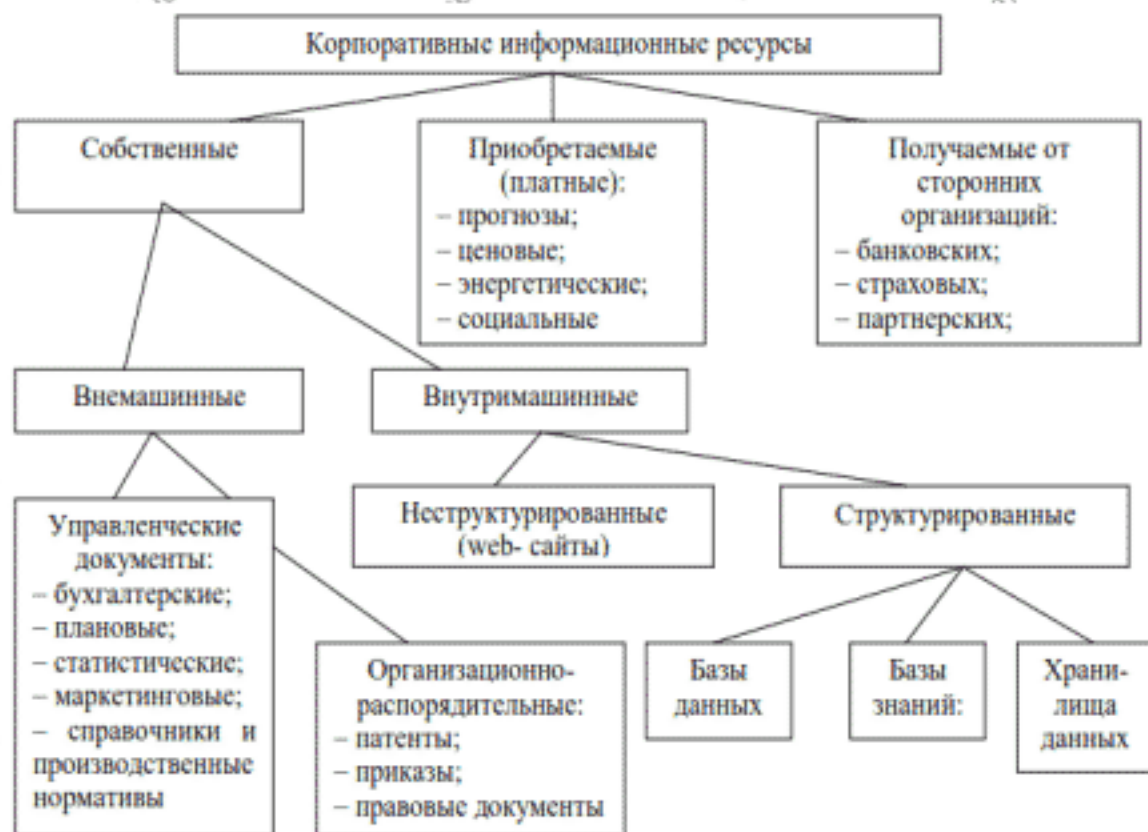 Корпоративные информационные ресурсы
Собственные
Приобретаемые
(платные):
– прогнозы;
– ценовые;
– энергетические;
– социальные
Получаемые от
сторонних
организаций:
– банковских;
– страховых;
– партнерских;
Внемашинные
Внутримашинные
Управленческие
документы:
– бухгалтерские;
– плановые;
– статистические;
– маркетинговые;
– справочники и
производственные
нормативы
Организационно-
распорядительные:
– патенты;
– приказы;
– правовые документы
Неструктурированные
(web- сайты)
Структурированные
Базы
данных
Базы
знаний:
Храни-
лища
данных